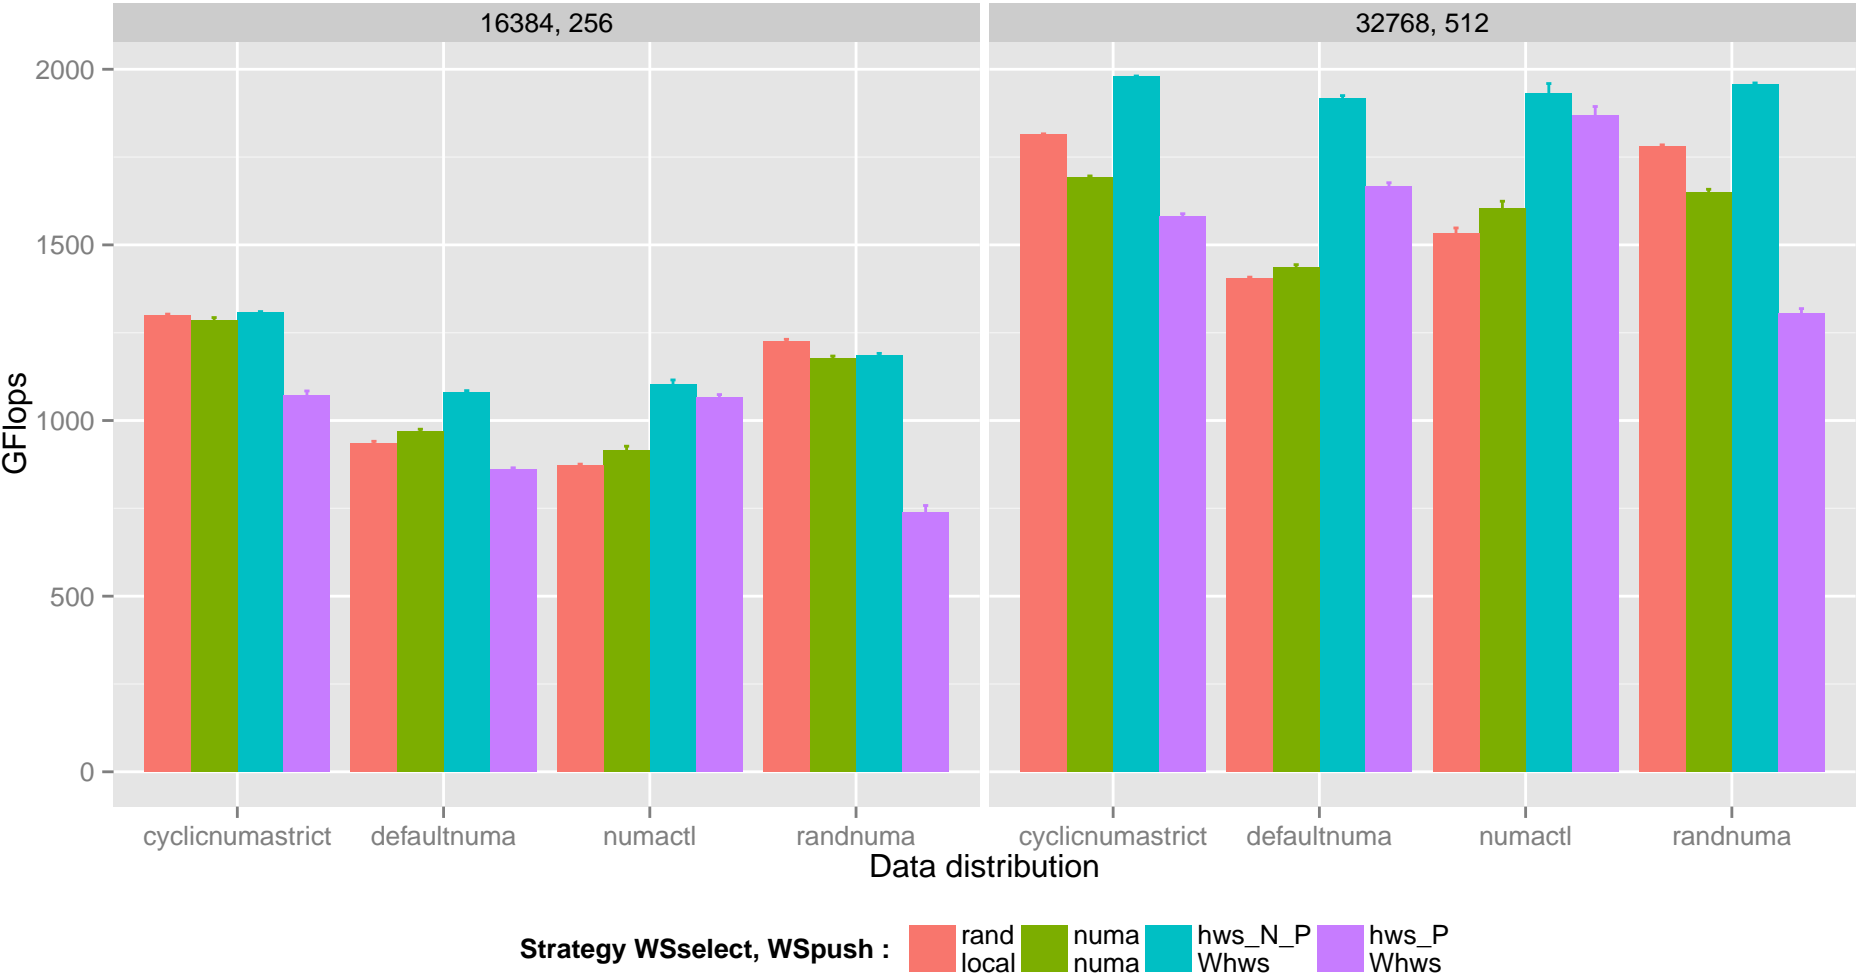 16384, 256
32768, 512
GFlops
2000
1500
1000
500
0
cyclicnumastrict defaultnuma numactl randnuma
cyclicnumastrict defaultnuma numactl randnuma
Data distribution
Strategy WSselect, WSpush :
rand
local
numa
numa
hws_N_P
Whws
hws_P
Whws